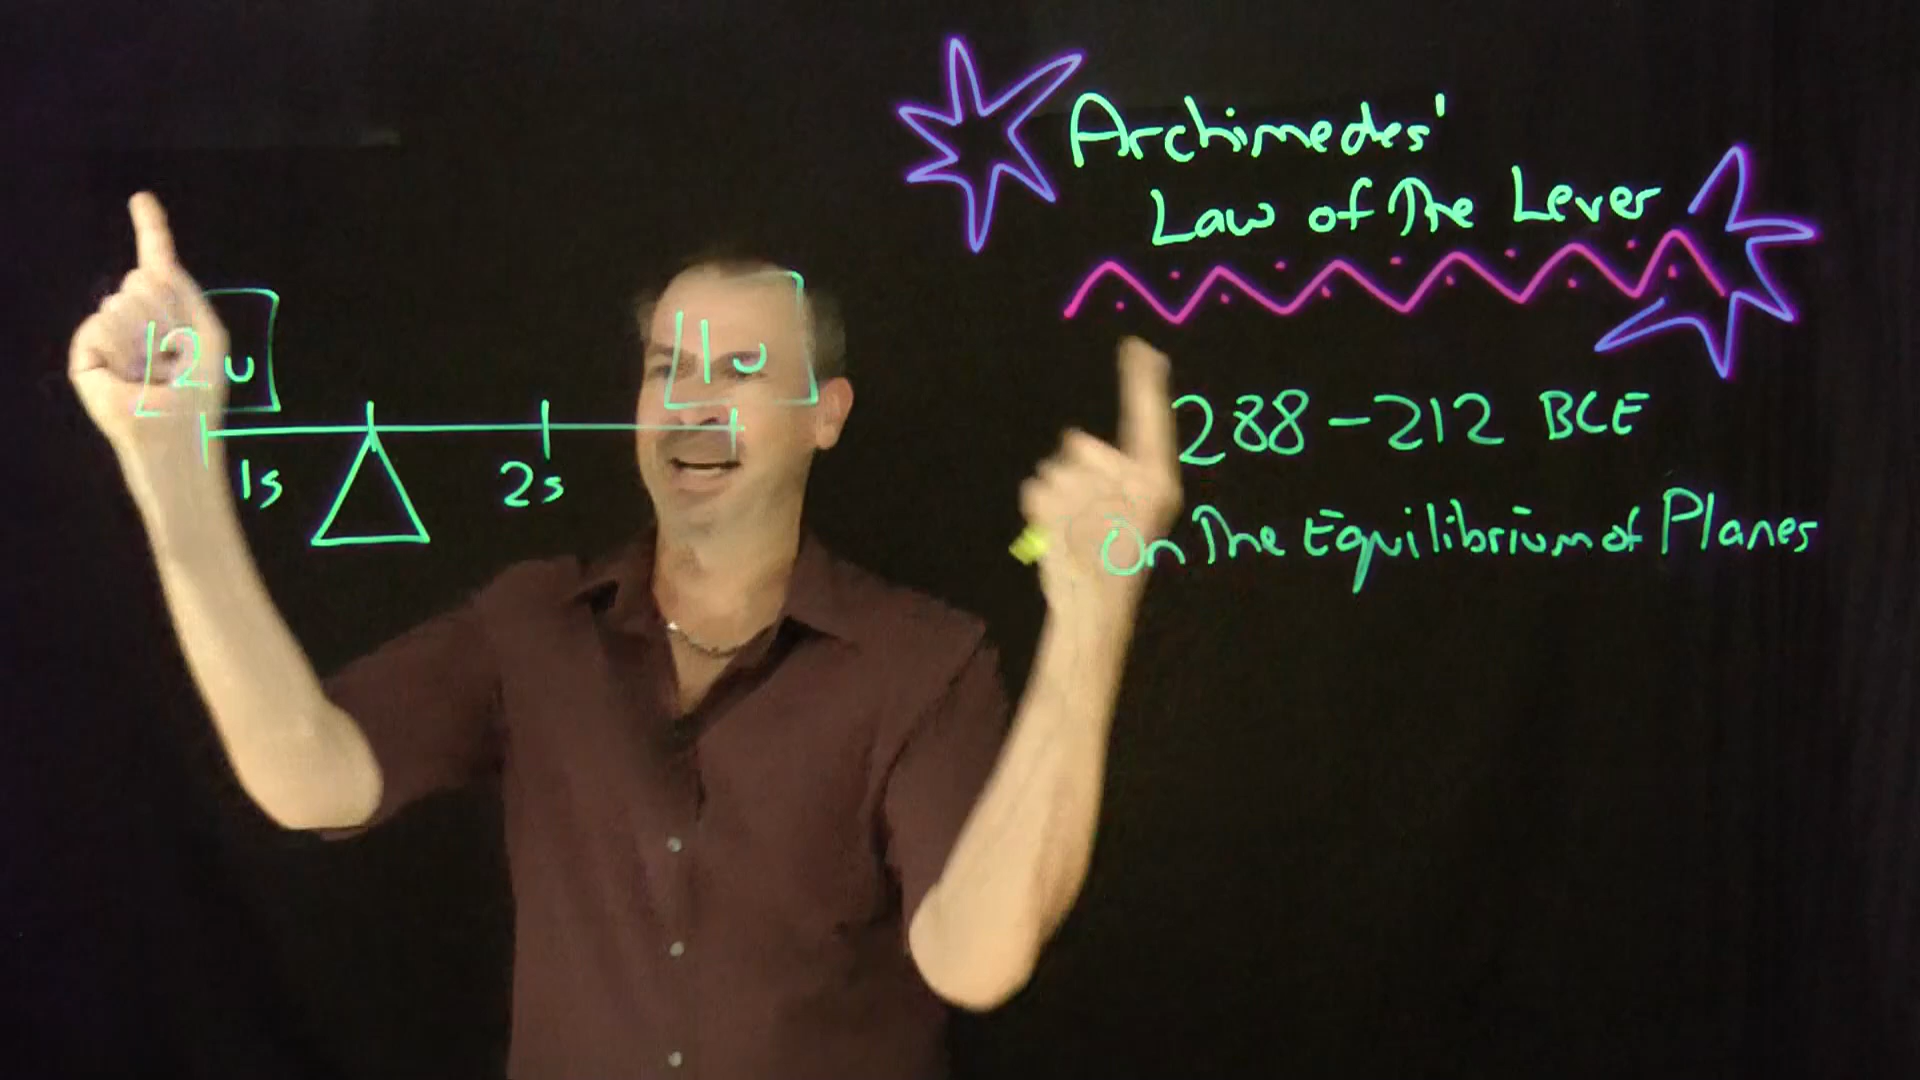 Archimedes'
Law of The Lever
288-212 BCE
On The Equilibrium of Planes
2u
1u
1s
2s